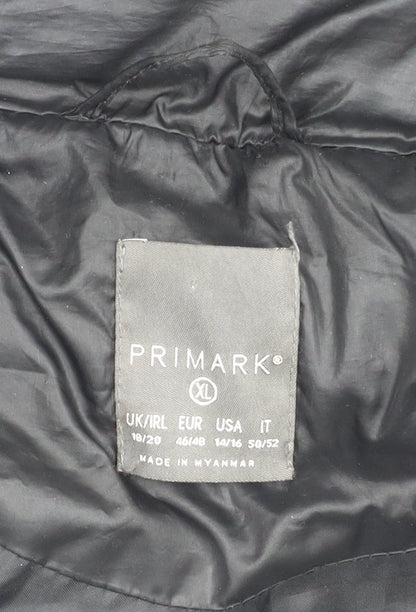 PRIMARK®
XL
UK/IRL EUR USA IT
18/20 46/48 14/16 50/52
MADE IN MYANMAR